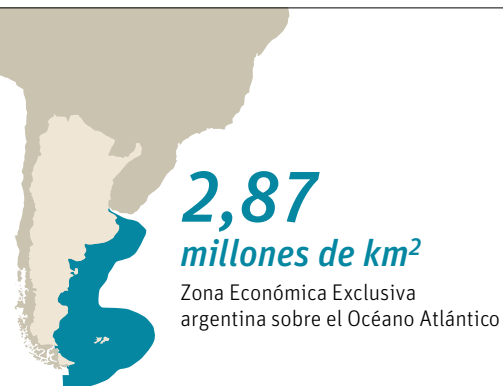 2,87
millones de km²
Zona Económica Exclusiva
argentina sobre el Océano Atlántico